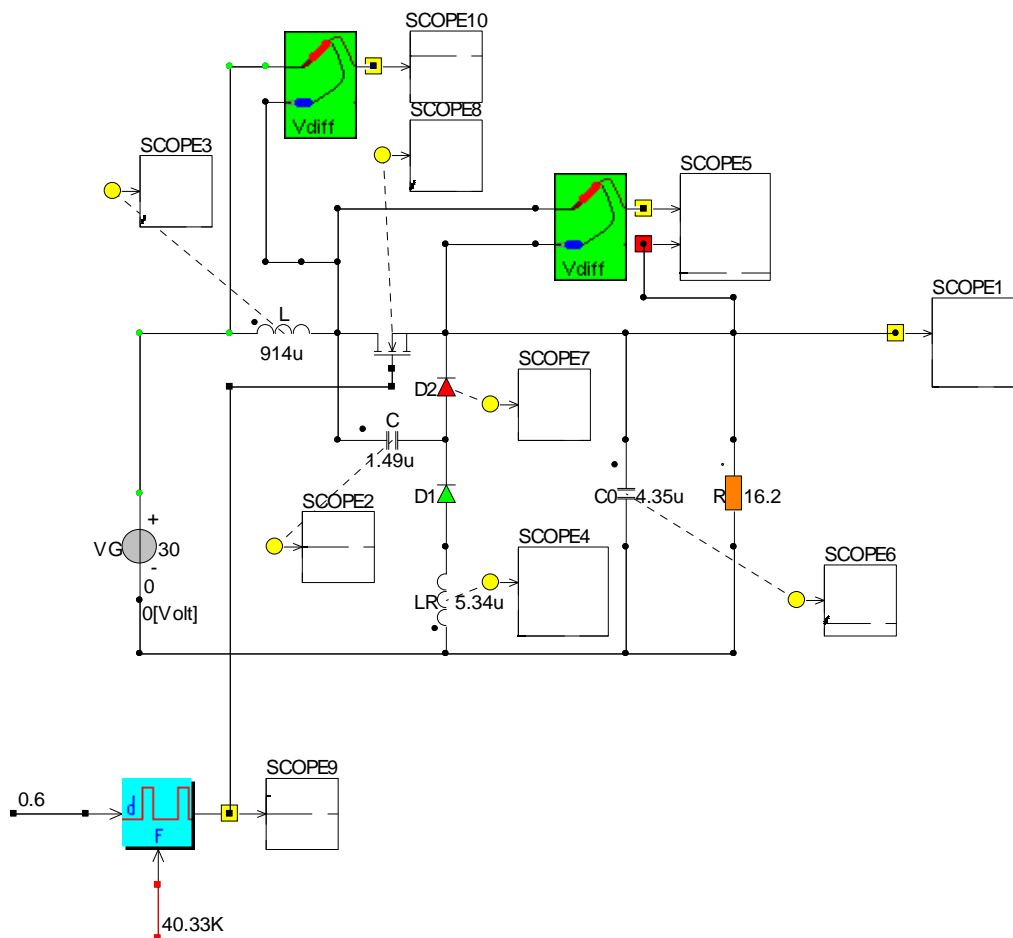 SCOPE10
Vdiff
SCOPE8
SCOPE3
SCOPE5
Vdiff
L
914u
SCOPE1
SCOPE7
D2
C
1.49u
SCOPE2
D1
C0 4.35u
R 16.2
VG + 30
-
0
0[Volt]
SCOPE4
LR 5.34u
SCOPE6
SCOPE9
0.6
d
F
40.33K